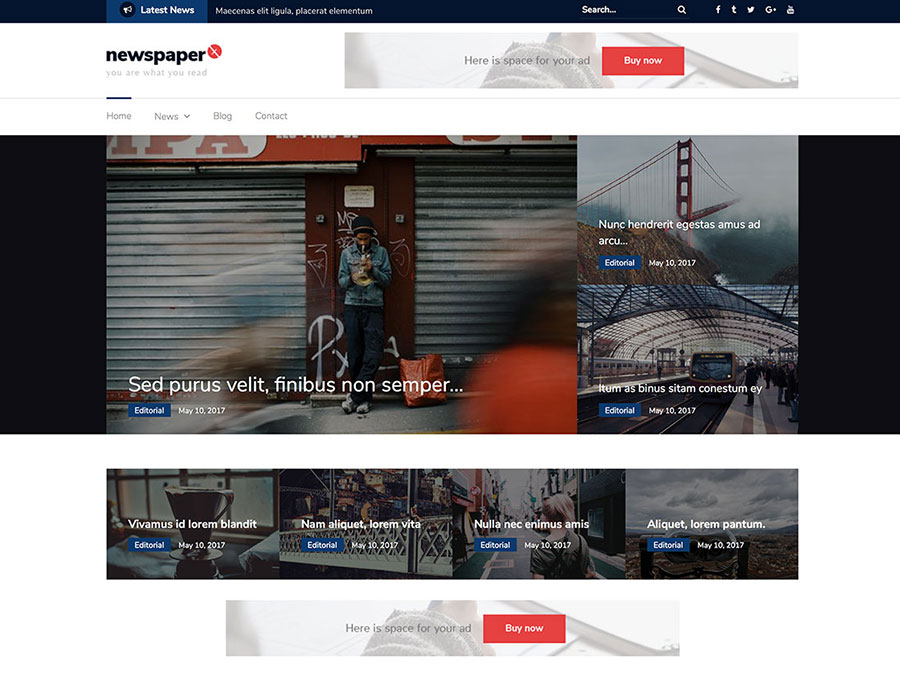 Latest News
Maecenas elit ligula, placerat elementum
Search...
newspaper X
you are what you read
Here is space for your ad
Buy now
Home
News
Blog
Contact
Sed purus velit, finibus non semper...
Editorial
May 10, 2017
Nunc hendrerit egestas amus ad
arcu...
Editorial
May 10, 2017
Itum as binus sitam conestum ey
Editorial
May 10, 2017
Vivamus id lorem blandit
Editorial
May 10, 2017
Nam aliquet, lorem vita
Editorial
May 10, 2017
Nulla nec enimus amis
Editorial
May 10, 2017
Aliquet, lorem pantum.
Editorial
May 10, 2017
Here is space for your ad
Buy now